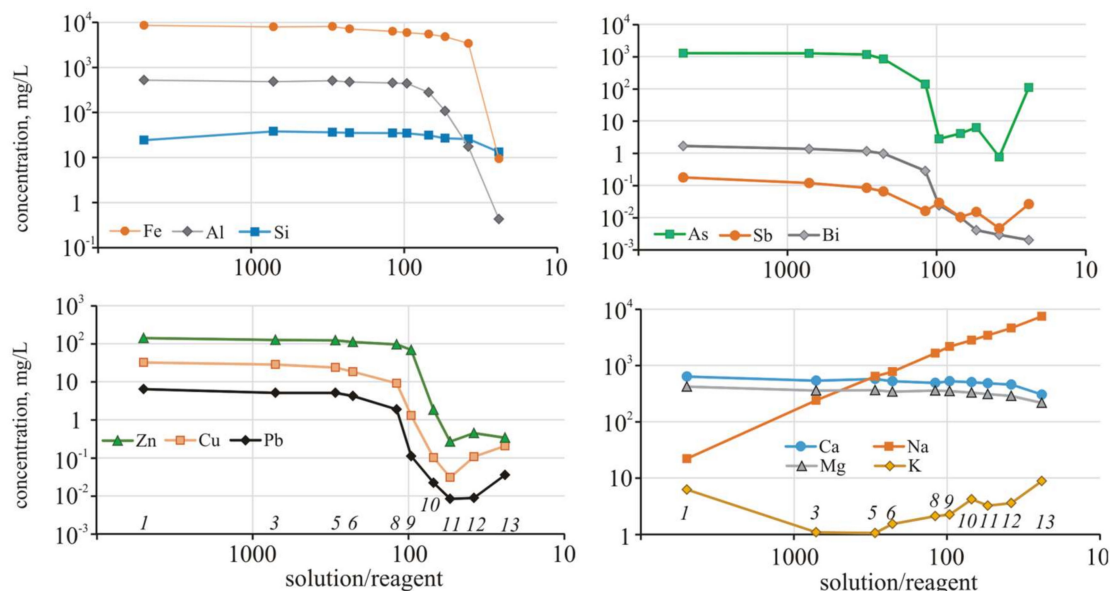 concentration, mg/L
10⁴
10³
10²
10
1
10⁻¹
1000
100
10
Fe
Al
Si
10⁴
10³
10²
10
1
10⁻¹
10⁻²
10⁻³
1000
100
10
As
Sb
Bi
concentration, mg/L
10³
10²
10
1
10⁻¹
10⁻²
10⁻³
Zn
Cu
Pb
1 3 5 6 8 9 10 11 12 13
1000
100
10
solution/reagent
10⁴
10³
10²
10
1
Ca
Na
Mg
K
1 3 5 6 8 9 10 11 12 13
1000
100
10
solution/reagent